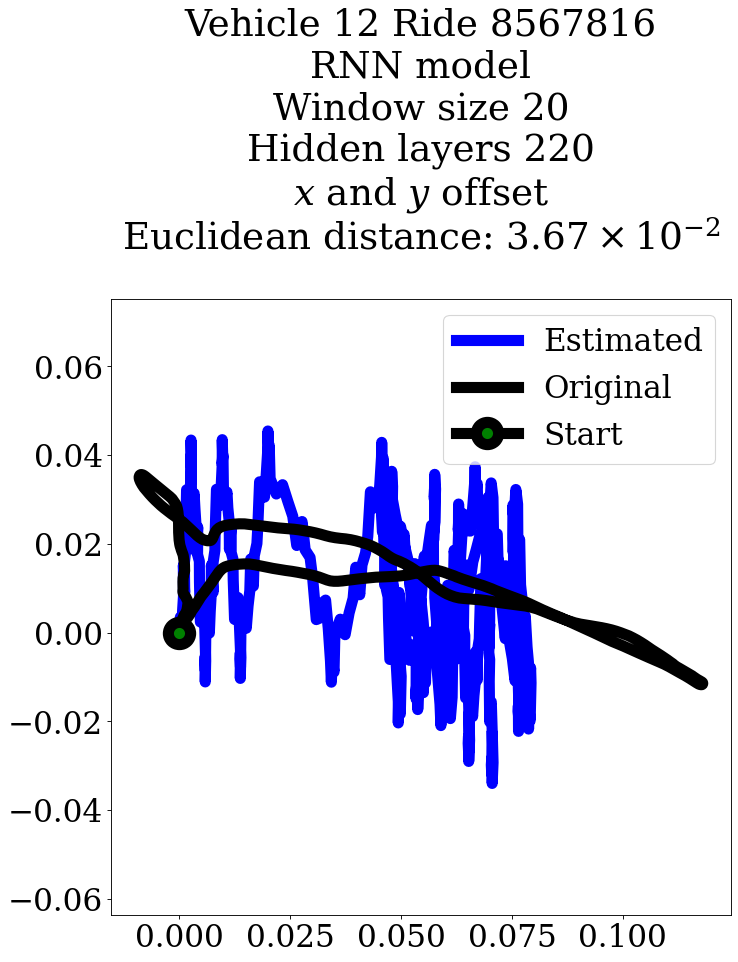 Vehicle 12 Ride 8567816
RNN model
Window size 20
Hidden layers 220
x and y offset
Euclidean distance: 3.67 × 10⁻²
Estimated
Original
Start
0.06
0.04
0.02
0.00
−0.02
−0.04
−0.06
0.000 0.025 0.050 0.075 0.100